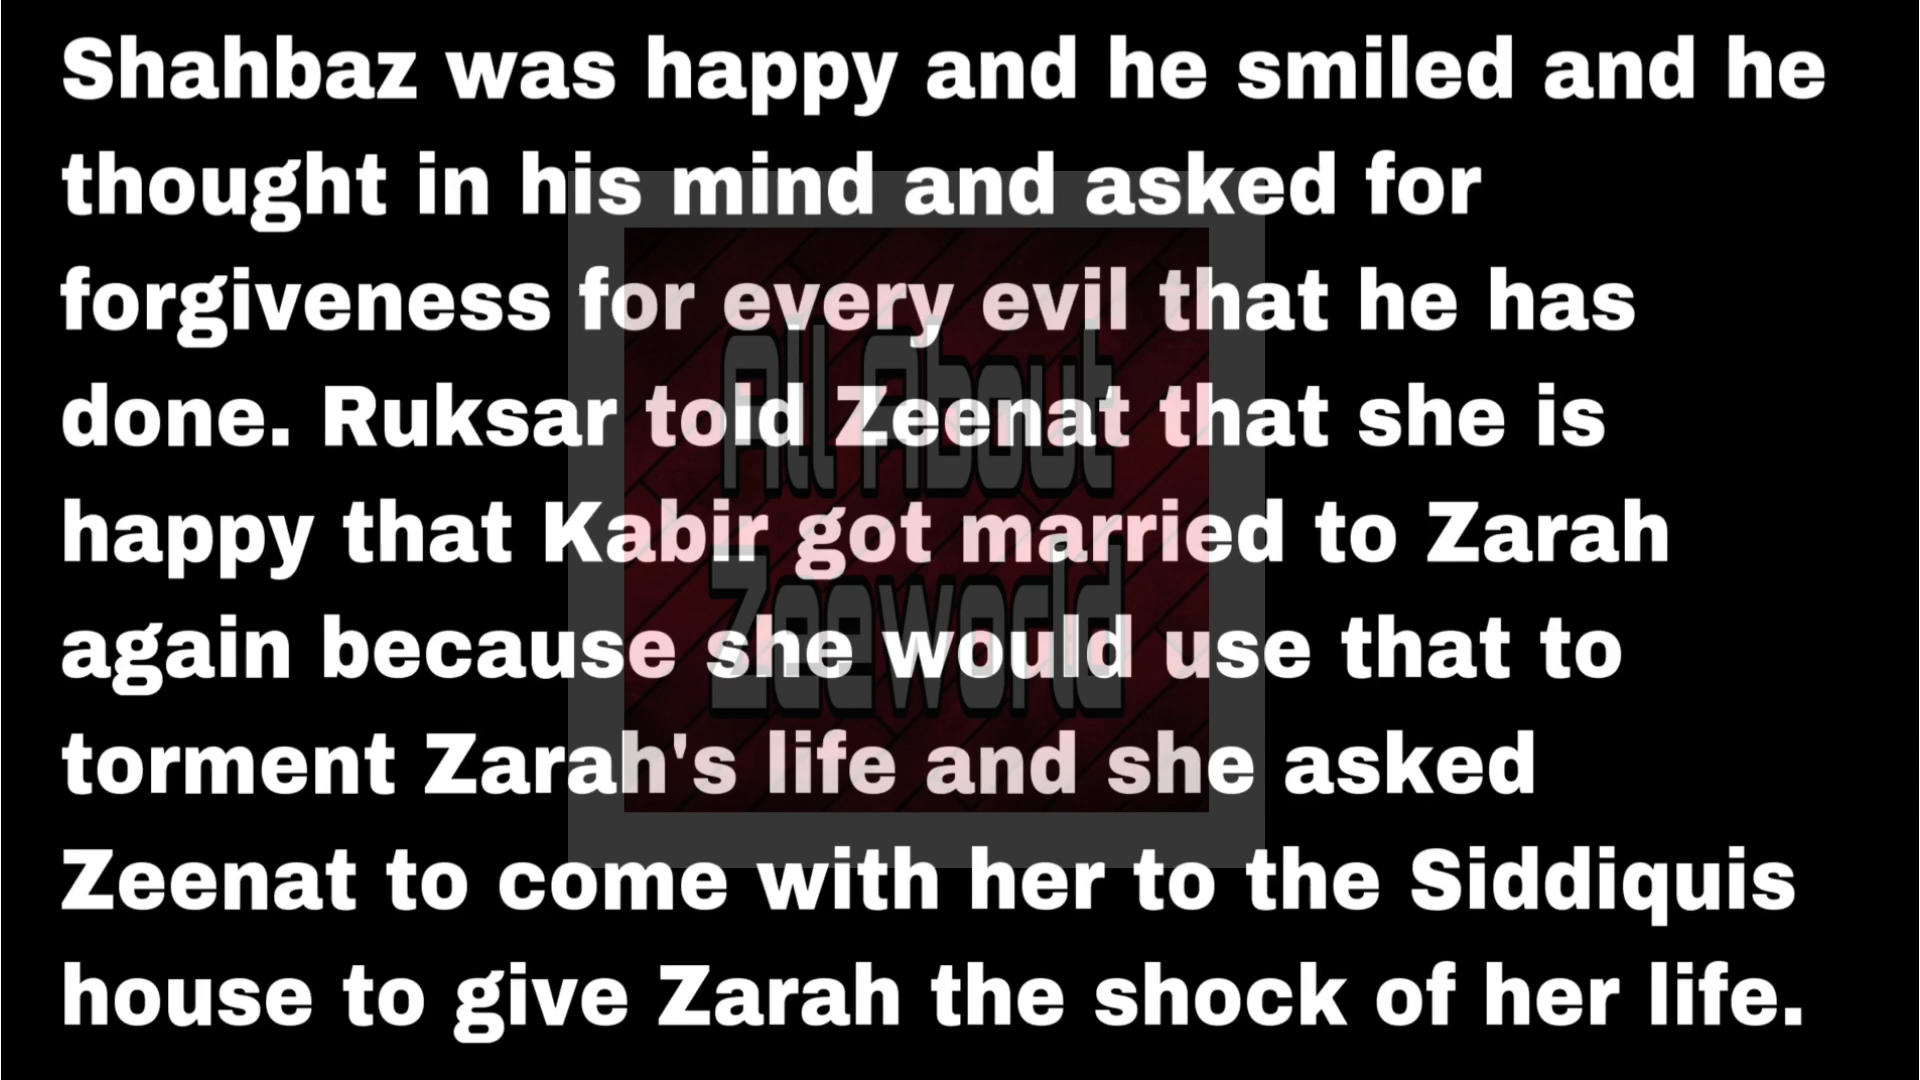 Shahbaz was happy and he smiled and he
thought in his mind and asked for
forgiveness for every evil that he has
done. Ruksar told Zeenat that she is
happy that Kabir got married to Zarah
again because she would use that to
torment Zarah's life and she asked
Zeenat to come with her to the Siddiquis
house to give Zarah the shock of her life.
All About
Zeeworld